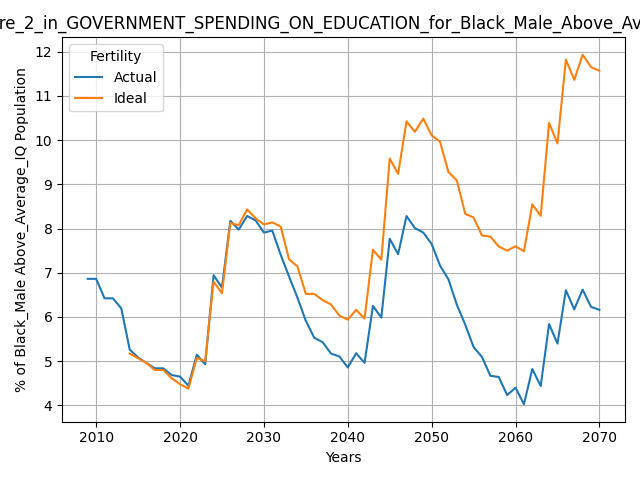 re_2_in_GOVERNMENT_SPENDING_ON_EDUCATION_for_Black_Male_Above_Av
Fertility
Actual
Ideal
% of Black_Male Above_Average_IQ Population
12
11
10
9
8
7
6
5
4
2010 2020 2030 2040 2050 2060 2070
Years